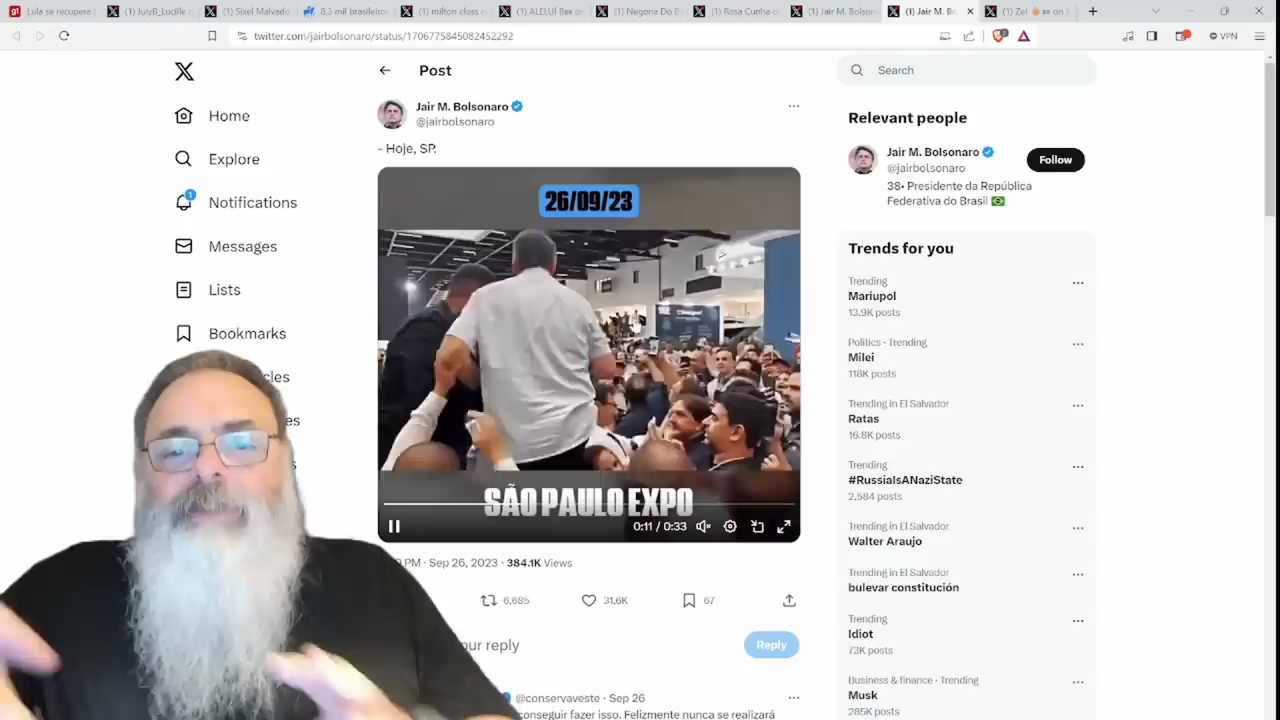 Lula se recupera
(1) JulyB_Lucille o
(1) Sixel Malvado
8,3 mil brasileiros
(1) ALELUÍ
(1) Negona Do B
(1) Rosa Cunha
(1) Jair M. Bolson
(1) Jair M. Bo
twitter.com/jairbolsonaro/status/1706775845082452292
VPN
Home
Explore
Notifications
1
Messages
Lists
Bookmarks
Post
Jair M. Bolsonaro
@jairbolsonaro
- Hoje, SP.
26/09/23
SÃO PAULO EXPO
0:11 / 0:33
PM · Sep 26, 2023 · 384.1K Views
6,685
31.6K
67
our reply
Reply
@conservaveste · Sep 26
conseguir fazer isso. Felizmente nunca se realizará
Search
Relevant people
Jair M. Bolsonaro
@jairbolsonaro
Follow
38• Presidente da República
Federativa do Brasil
Trends for you
Trending
Mariupol
13.9K posts
Politics · Trending
Milei
118K posts
Trending in El Salvador
Ratas
16.8K posts
Trending
#RussiaIsANaziState
2,584 posts
Trending in El Salvador
Walter Araujo
Trending in El Salvador
bulevar constitución
Trending
Idiot
73K posts
Business & finance · Trending
Musk
285K posts